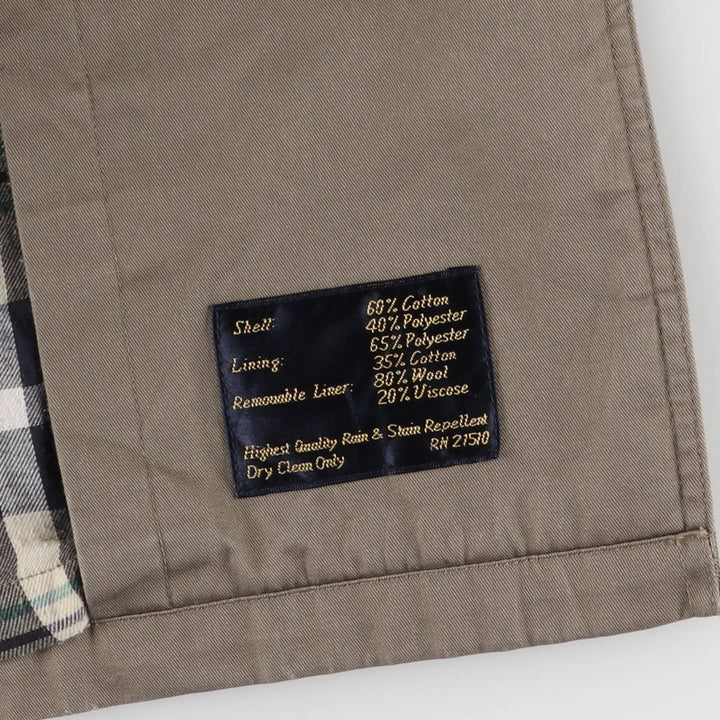 Shell: 60% Cotton
40% Polyester
65% Polyester
Lining: 35% Cotton
80% Wool
Removable Liner: 20% Viscose
Highest Quality Rain & Stain Repellent
Dry Clean Only RN 21510